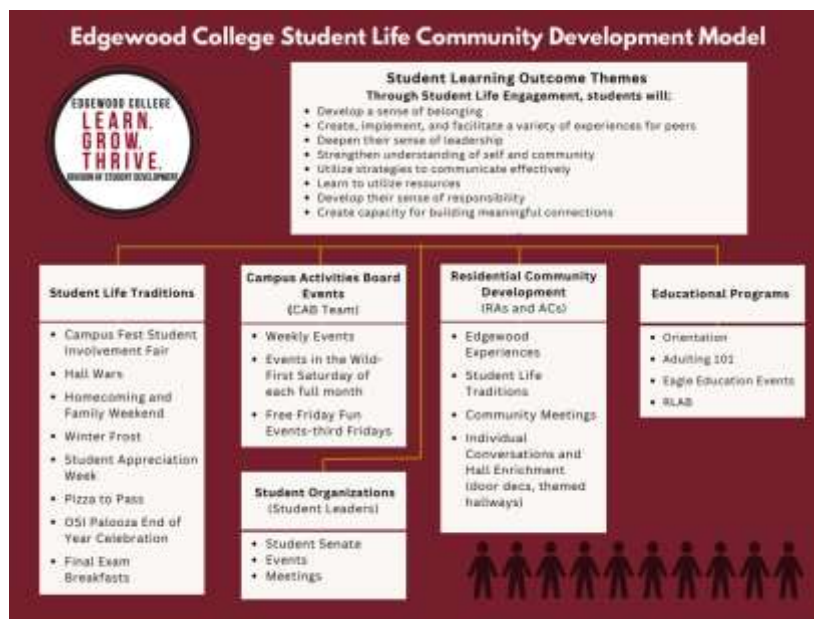 Edgewood College Student Life Community Development Model
EDGEWOOD COLLEGE
LEARN.
GROW.
THRIVE.
DIVISION OF STUDENT DEVELOPMENT
Student Learning Outcome Themes
Through Student Life Engagement, students will:
• Develop a sense of belonging
• Create, implement, and facilitate a variety of experiences for peers
• Deepen their sense of leadership
• Strengthen understanding of self and community
• Utilize strategies to communicate effectively
• Learn to utilize resources
• Develop their sense of responsibility
• Create capacity for building meaningful connections
Student Life Traditions
• Campus Fest Student
Involvement Fair
• Hall Wars
• Homecoming and
Family Weekend
• Winter Frost
• Student Appreciation
Week
• Pizza to Pass
• OSI Palooza End of
Year Celebration
• Final Exam
Breakfasts
Campus Activities Board
Events
(CAB Team)
• Weekly Events
• Events in the Wild-
First Saturday of
each full month
• Free Friday Fun
Events-third Fridays
Student Organizations
(Student Leaders)
• Student Senate
• Events
• Meetings
Residential Community
Development
(RAs and ACs)
• Edgewood
Experiences
• Student Life
Traditions
• Community Meetings
• Individual
Conversations and
Hall Enrichment
(door decs, themed
hallways)
Educational Programs
• Orientation
• Adulting 101
• Eagle Education Events
• RLAB